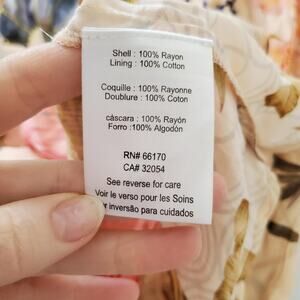 Shell : 100% Rayon
Lining : 100% Cotton
Coquille : 100% Rayonne
Doublure : 100% Coton
cáscara : 100% Rayón
Forro :100% Algodón
RN# 66170
CA# 32054
See reverse for care
Voir le verso pour les Soins
r inversão para cuidados